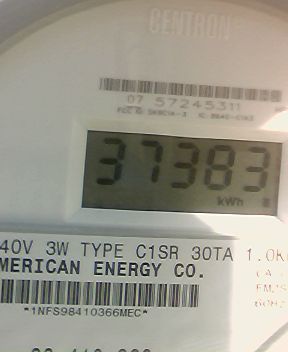 CENTRON
07 57245311
37383
kWh
40V 3W TYPE C1SR 30TA 1.0K
MERICAN ENERGY CO.
*1NFS98410366MEC*